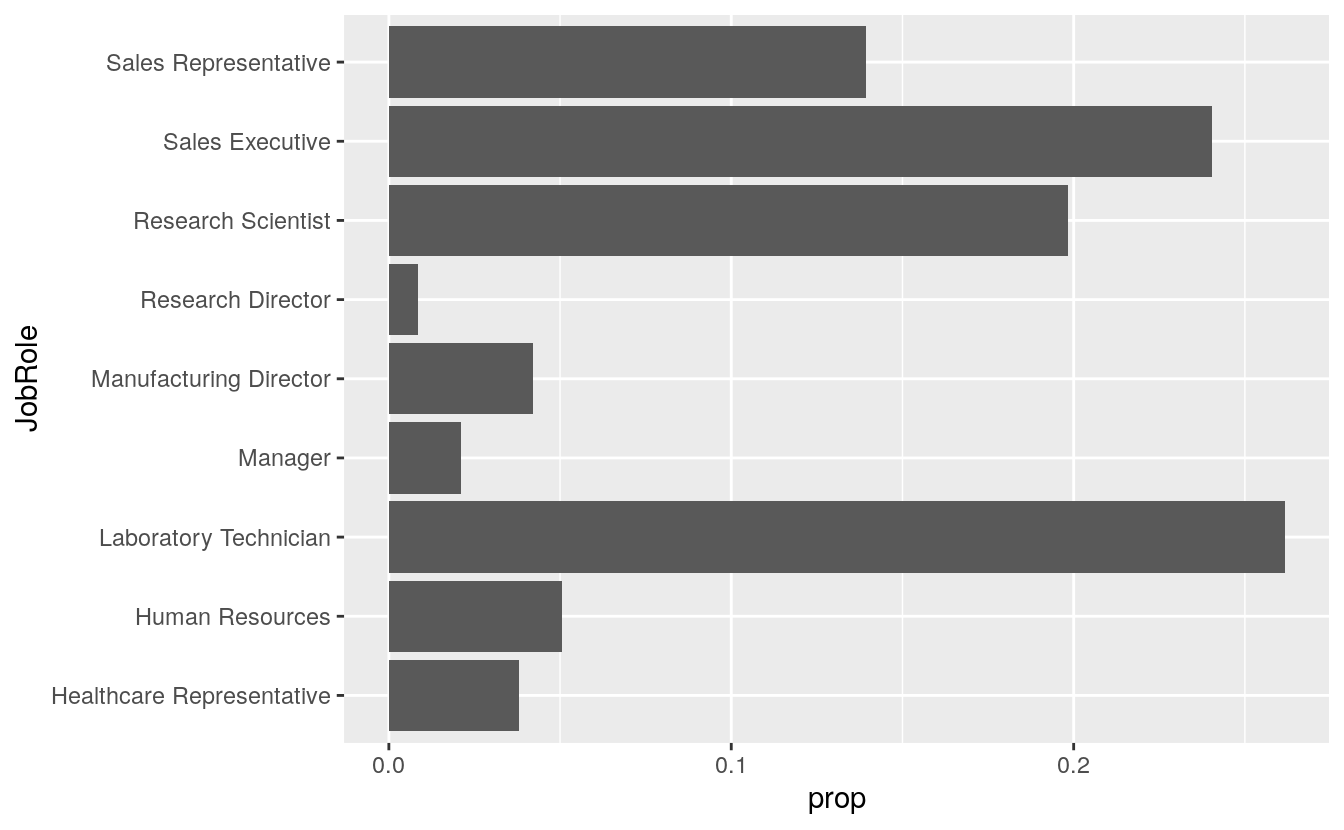 Sales Representative
Sales Executive
Research Scientist
Research Director
Manufacturing Director
Manager
Laboratory Technician
Human Resources
Healthcare Representative
JobRole
0.0 0.1 0.2
prop